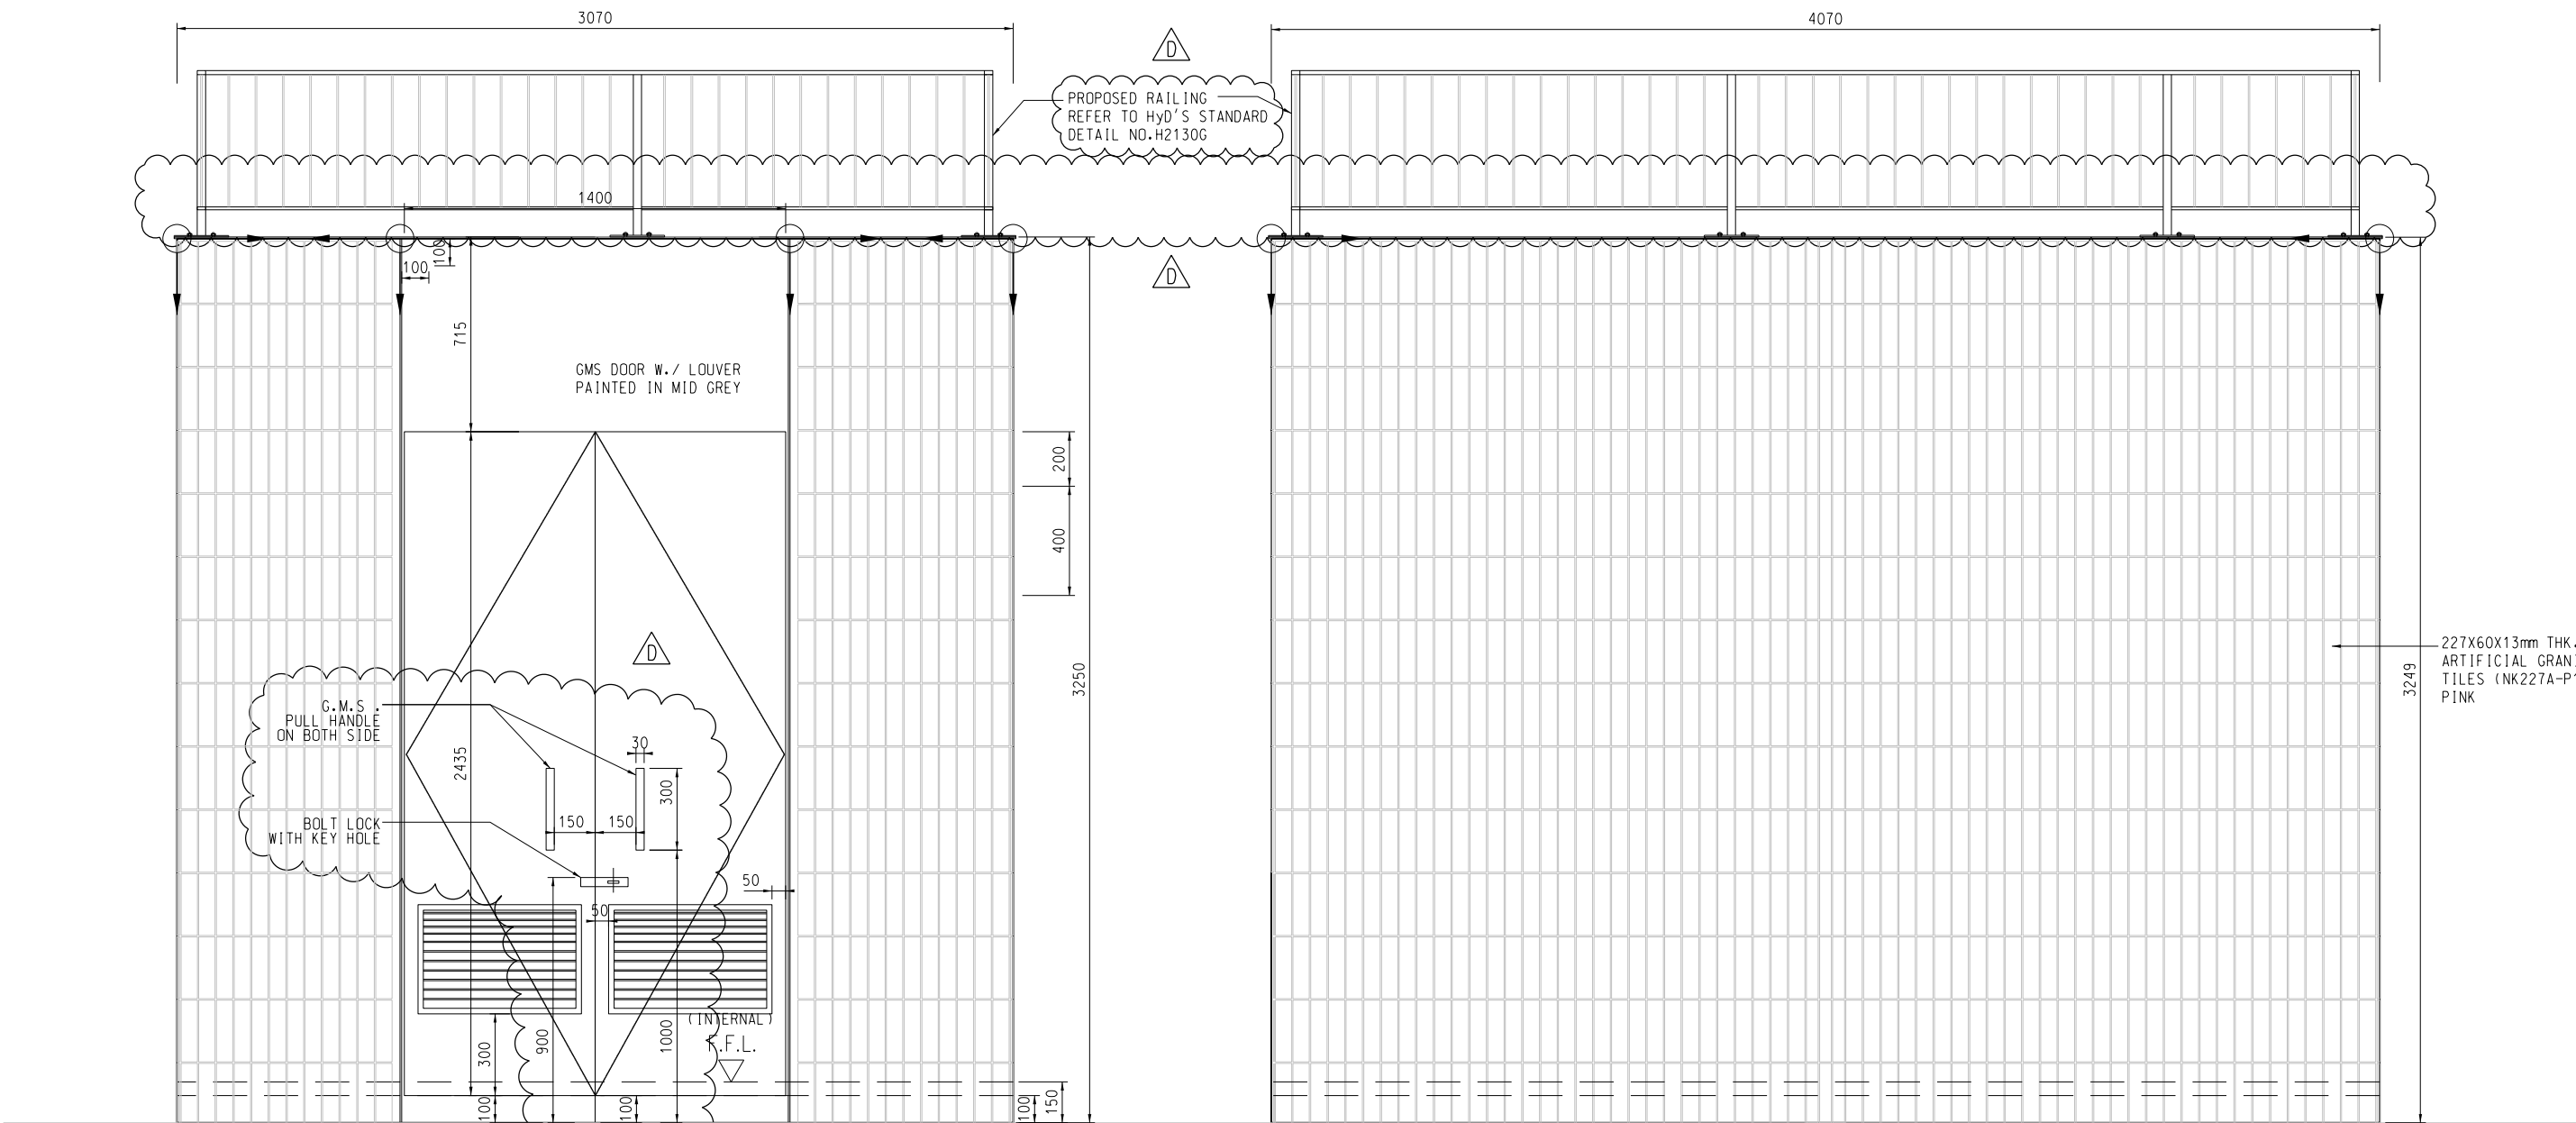 3070
4070
D
PROPOSED RAILING
REFER TO HyD'S STANDARD
DETAIL NO.H2130G
1400
100
100
D
715
GMS DOOR W./ LOUVER
PAINTED IN MID GREY
200
400
D
3250
227X60X13mm THK.
ARTIFICIAL
TILES
PINK
3249
G.M.S .
PULL HANDLE
ON BOTH SIDE
2435
30
300
150
150
BOLT LOCK
WITH KEY HOLE
50
50
(INTERNAL)
F.F.L.
300
900
1000
100
100
100
150